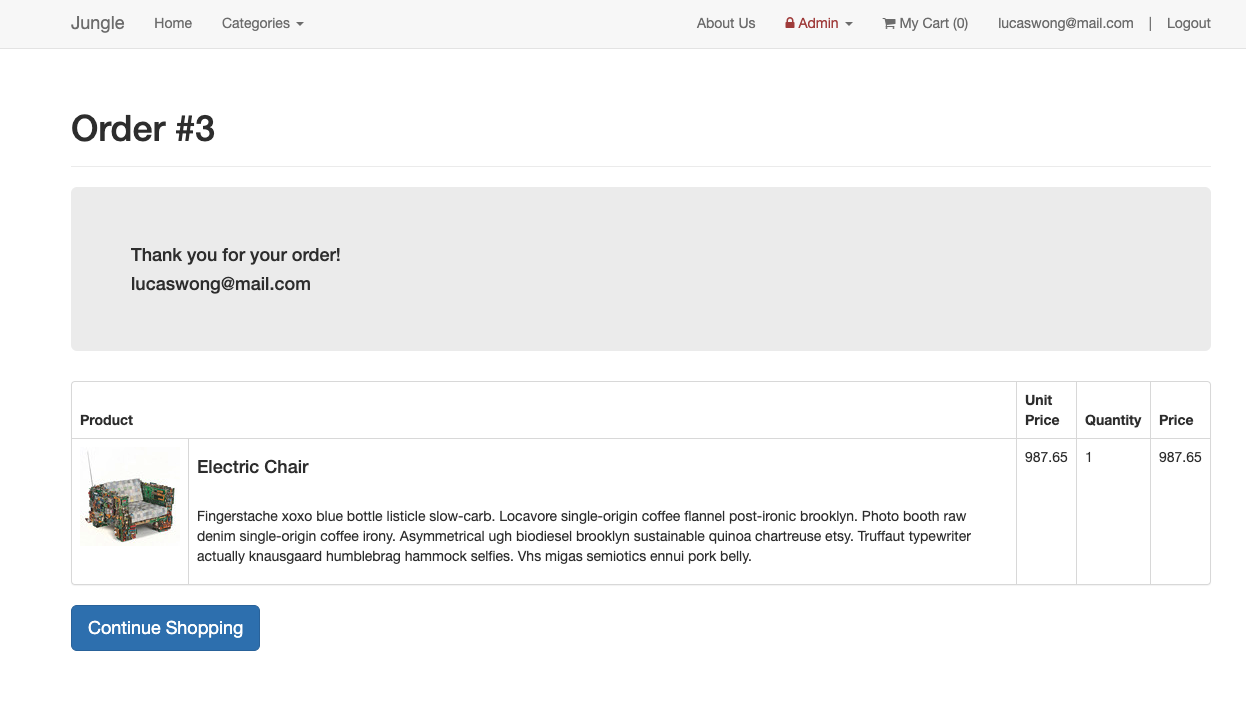 Jungle Home Categories About Us Admin My Cart (0) lucaswong@mail.com | Logout
Order #3
Thank you for your order!
lucaswong@mail.com
Product Unit Price Quantity Price
Electric Chair 987.65 1 987.65
Fingerstache xoxo blue bottle listicle slow-carb. Locavore single-origin coffee flannel post-ironic brooklyn. Photo booth raw
denim single-origin coffee irony. Asymmetrical ugh biodiesel brooklyn sustainable quinoa chartreuse etsy. Truffaut typewriter
actually knausgaard humblebrag hammock selfies. Vhs migas semiotics ennui pork belly.
Continue Shopping